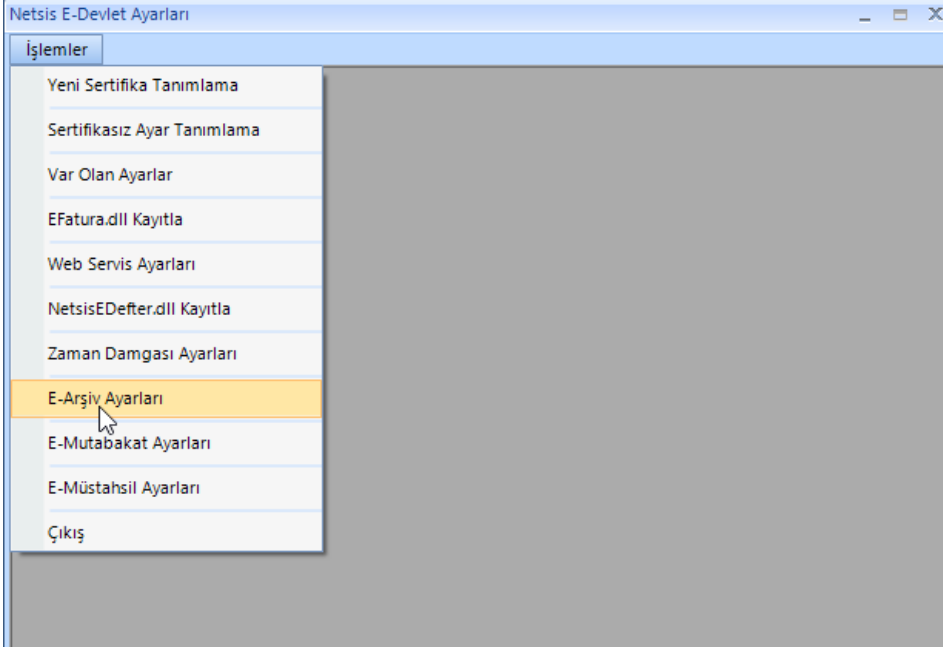 Netsis E-Devlet Ayarları
İşlemler
Yeni Sertifika Tanımlama
Sertifikasız Ayar Tanımlama
Var Olan Ayarlar
EFatura.dll Kayıtla
Web Servis Ayarları
NetsisEDefter.dll Kayıtla
Zaman Damgası Ayarları
E-Arşiv Ayarları
E-Mutabakat Ayarları
E-Müstahsil Ayarları
Çıkış